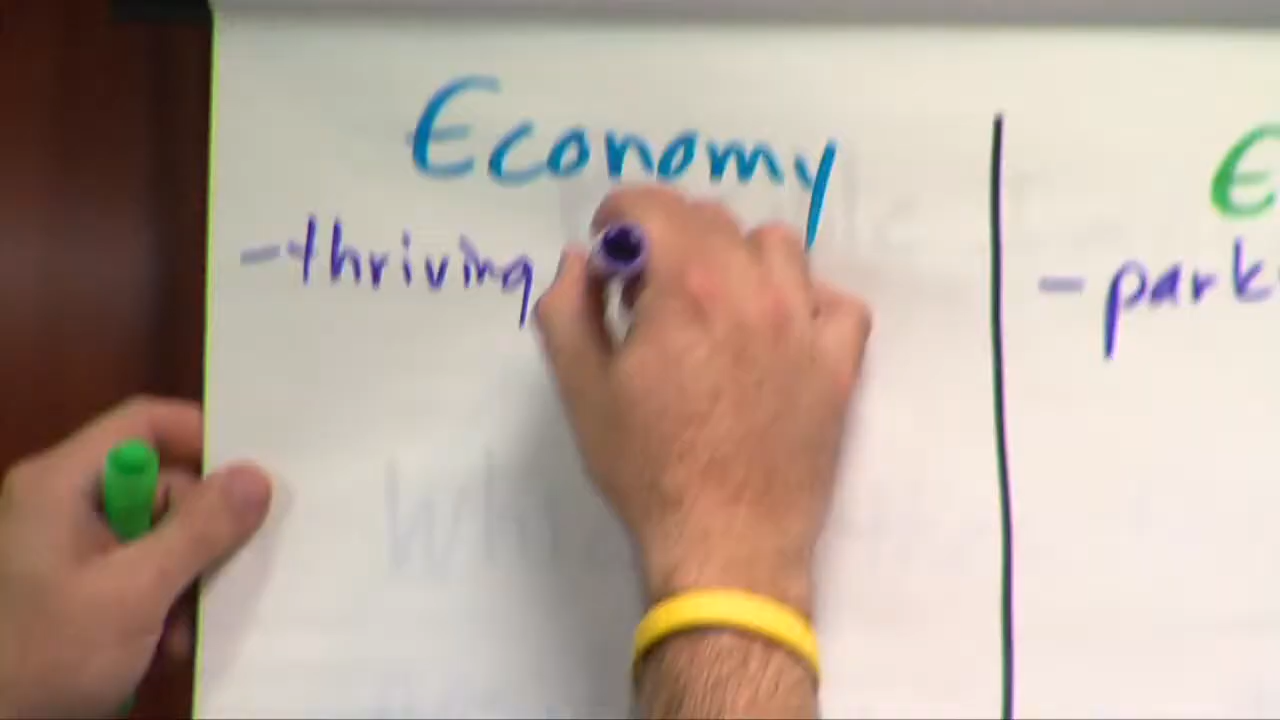 Economy
- thriving
E
- park